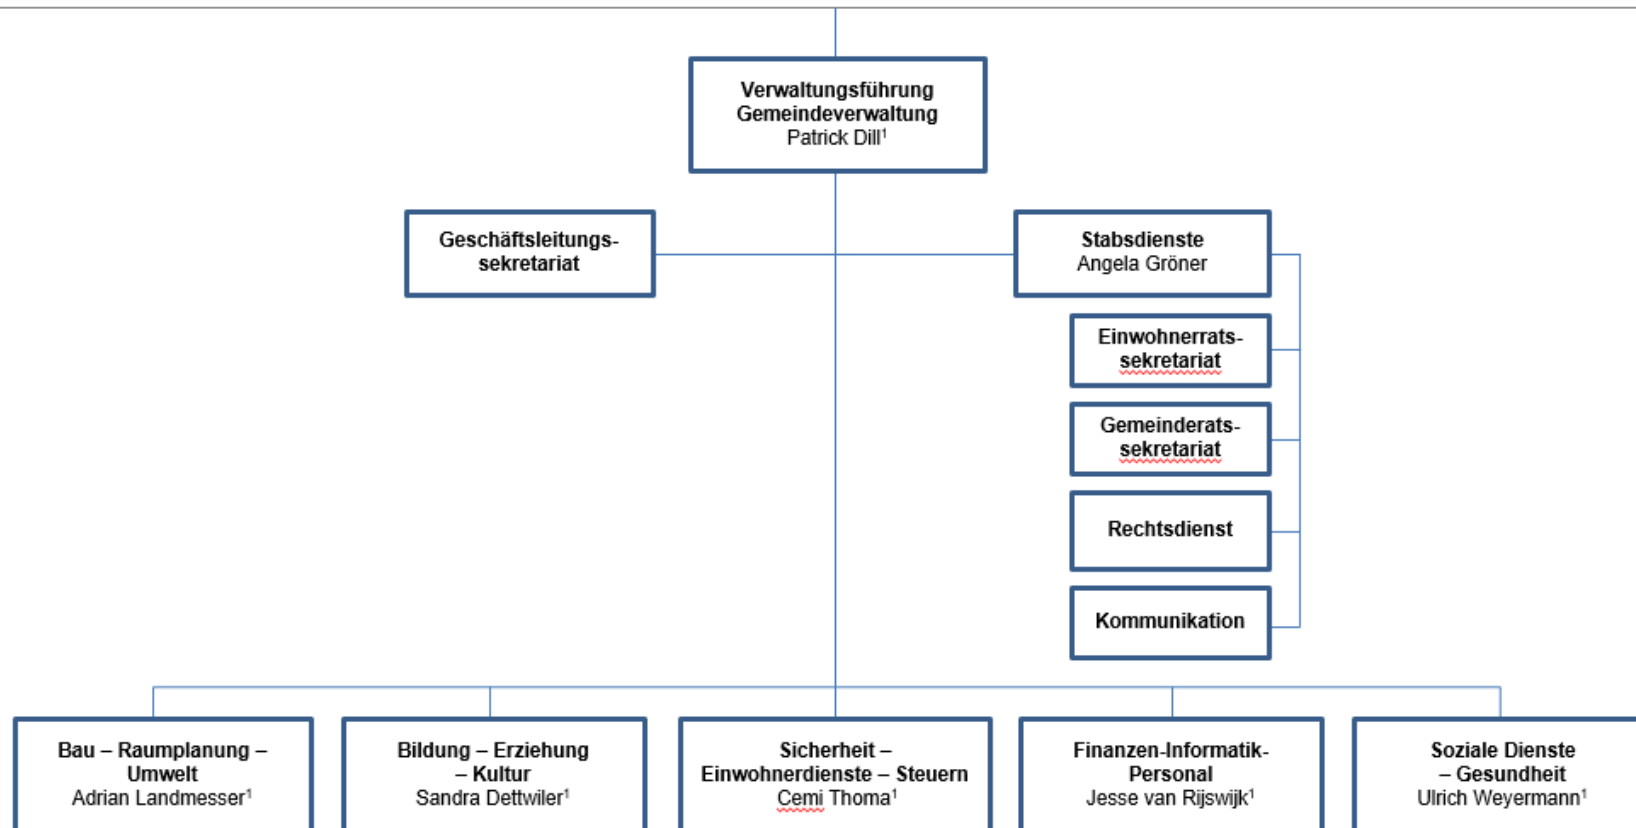 Verwaltungsführung
Gemeindeverwaltung
Patrick Dill¹
Geschäftsleitungs-
sekretariat
Stabsdienste
Angela Gröner
Einwohnerrats-
sekretariat
Gemeinderats-
sekretariat
Rechtsdienst
Kommunikation
Bau – Raumplanung –
Umwelt
Adrian Landmesser¹
Bildung – Erziehung
– Kultur
Sandra Dettwiler¹
Sicherheit –
Einwohnerdienste – Steuern
Cemi Thoma¹
Finanzen-Informatik-
Personal
Jesse van Rijswijk¹
Soziale Dienste
– Gesundheit
Ulrich Weyermann¹